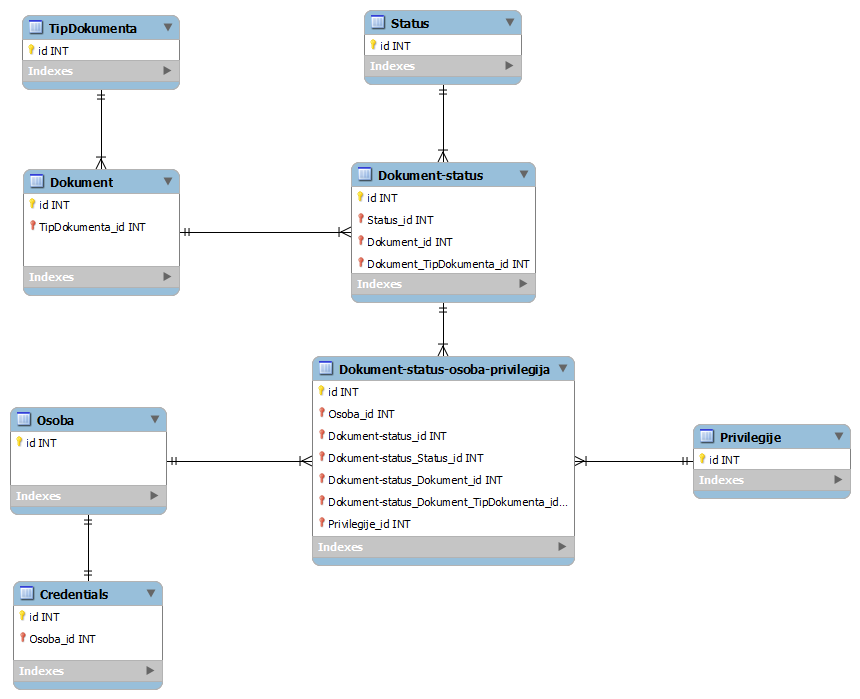 TipDokumenta
id INT
Indexes
Status
id INT
Indexes
Dokument
id INT
TipDokumenta_id INT
Indexes
Dokument-status
id INT
Status_id INT
Dokument_id INT
Dokument_TipDokumenta_id INT
Indexes
Dokument-status-osoba-privilegija
id INT
Osoba_id INT
Dokument-status_id INT
Dokument-status_Status_id INT
Dokument-status_Dokument_id INT
Dokument-status_Dokument_TipDokumenta_id...
Privilegije_id INT
Indexes
Osoba
id INT
Indexes
Privilegije
id INT
Indexes
Credentials
id INT
Osoba_id INT
Indexes